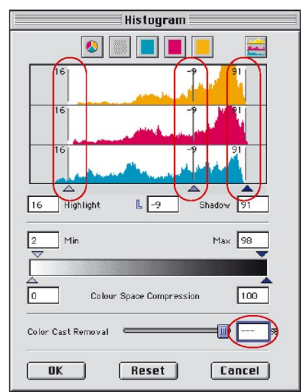 Histogram
16 -9 91
16 -9 91
16 -9 91
16 Highlight L -9 Shadow 91
2 Min Max 98
0 Colour Space Compression 100
Color Cast Removal --- %
OK Reset Cancel